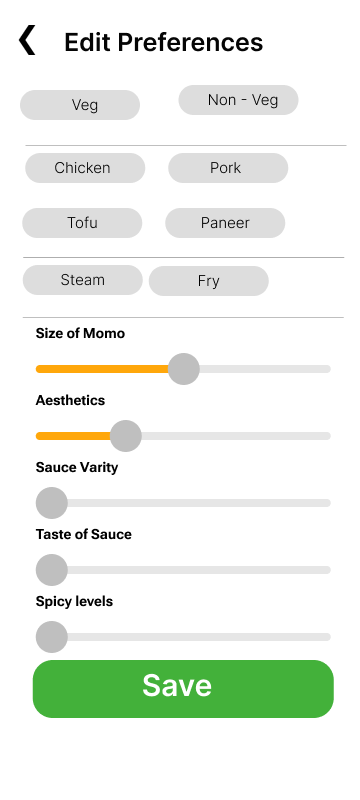 Edit Preferences
Veg
Non - Veg
Chicken
Pork
Tofu
Paneer
Steam
Fry
Size of Momo
Aesthetics
Sauce Varity
Taste of Sauce
Spicy levels
Save